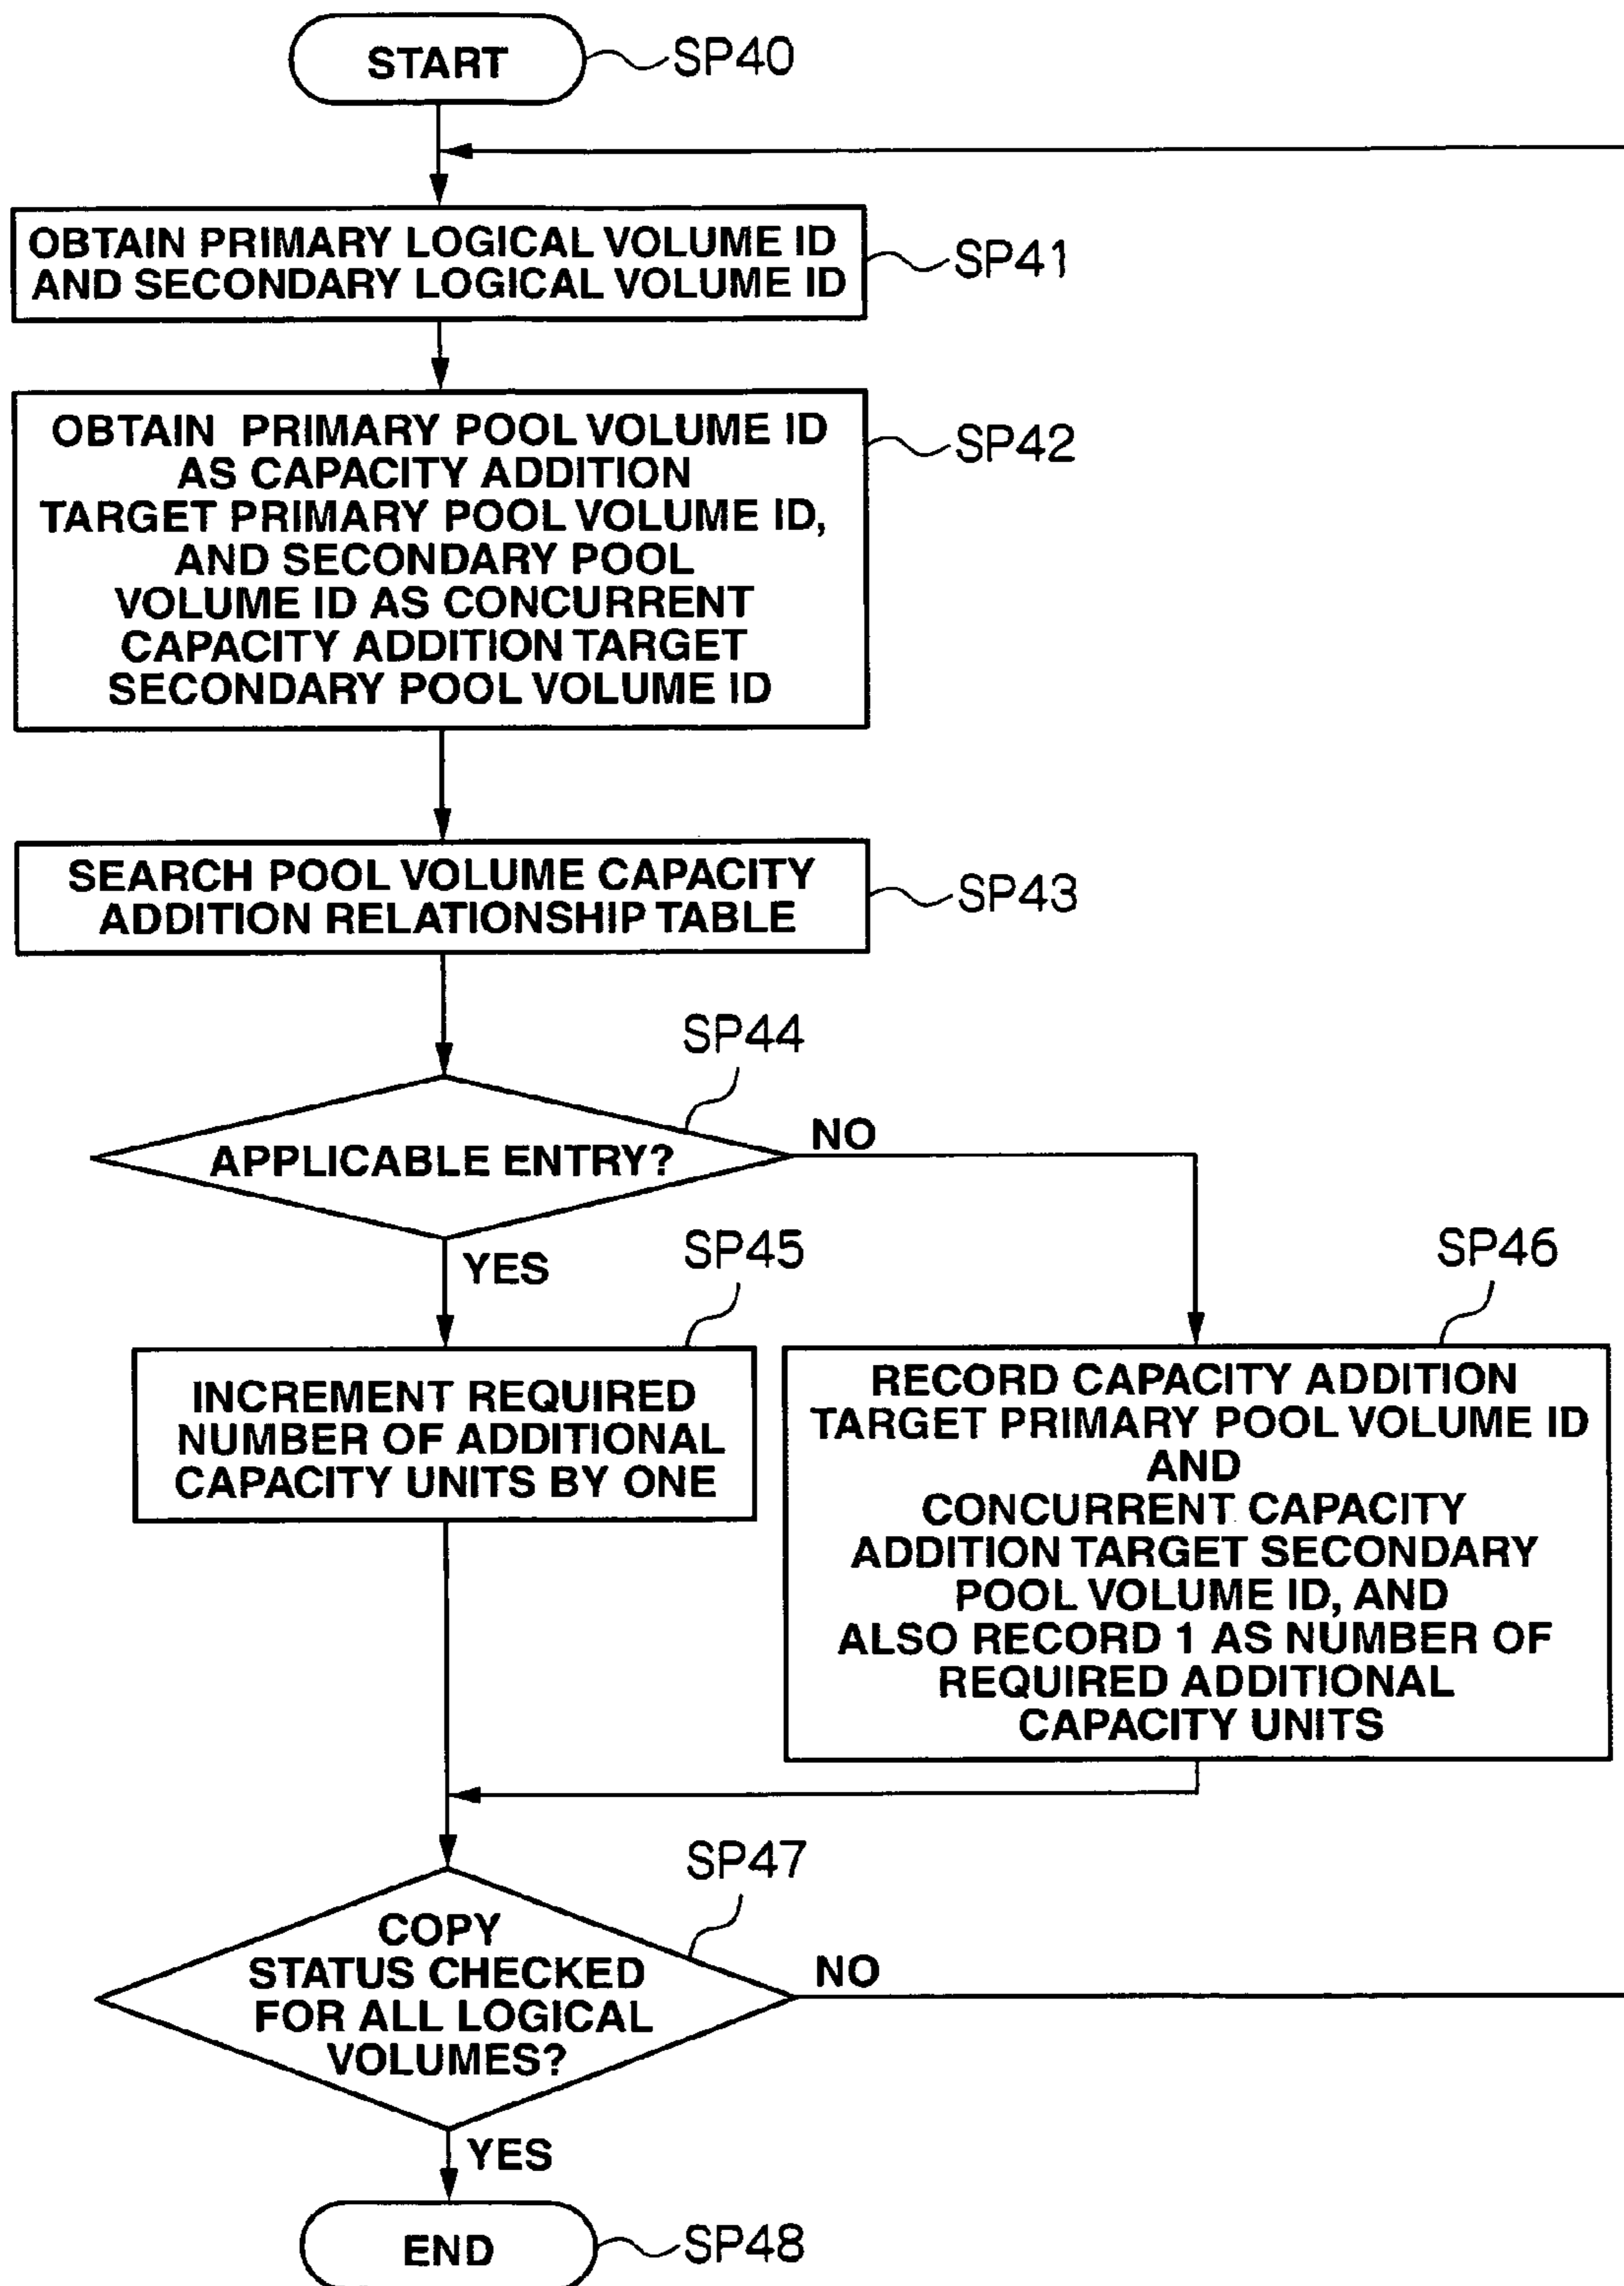 START
SP40
OBTAIN PRIMARY LOGICAL VOLUME ID
AND SECONDARY LOGICAL VOLUME ID
SP41
OBTAIN PRIMARY POOL VOLUME ID
AS CAPACITY ADDITION
TARGET PRIMARY POOL VOLUME ID,
AND SECONDARY POOL
VOLUME ID AS CONCURRENT
CAPACITY ADDITION TARGET
SECONDARY POOL VOLUME ID
SP42
SEARCH POOL VOLUME CAPACITY
ADDITION RELATIONSHIP TABLE
SP43
SP44
APPLICABLE ENTRY?
NO
YES
SP45
INCREMENT REQUIRED
NUMBER OF ADDITIONAL
CAPACITY UNITS BY ONE
SP46
RECORD CAPACITY ADDITION
TARGET PRIMARY POOL VOLUME ID
AND
CONCURRENT CAPACITY
ADDITION TARGET SECONDARY
POOL VOLUME ID, AND
ALSO RECORD 1 AS NUMBER OF
REQUIRED ADDITIONAL
CAPACITY UNITS
SP47
COPY
STATUS CHECKED
FOR ALL LOGICAL
VOLUMES?
NO
YES
END
SP48